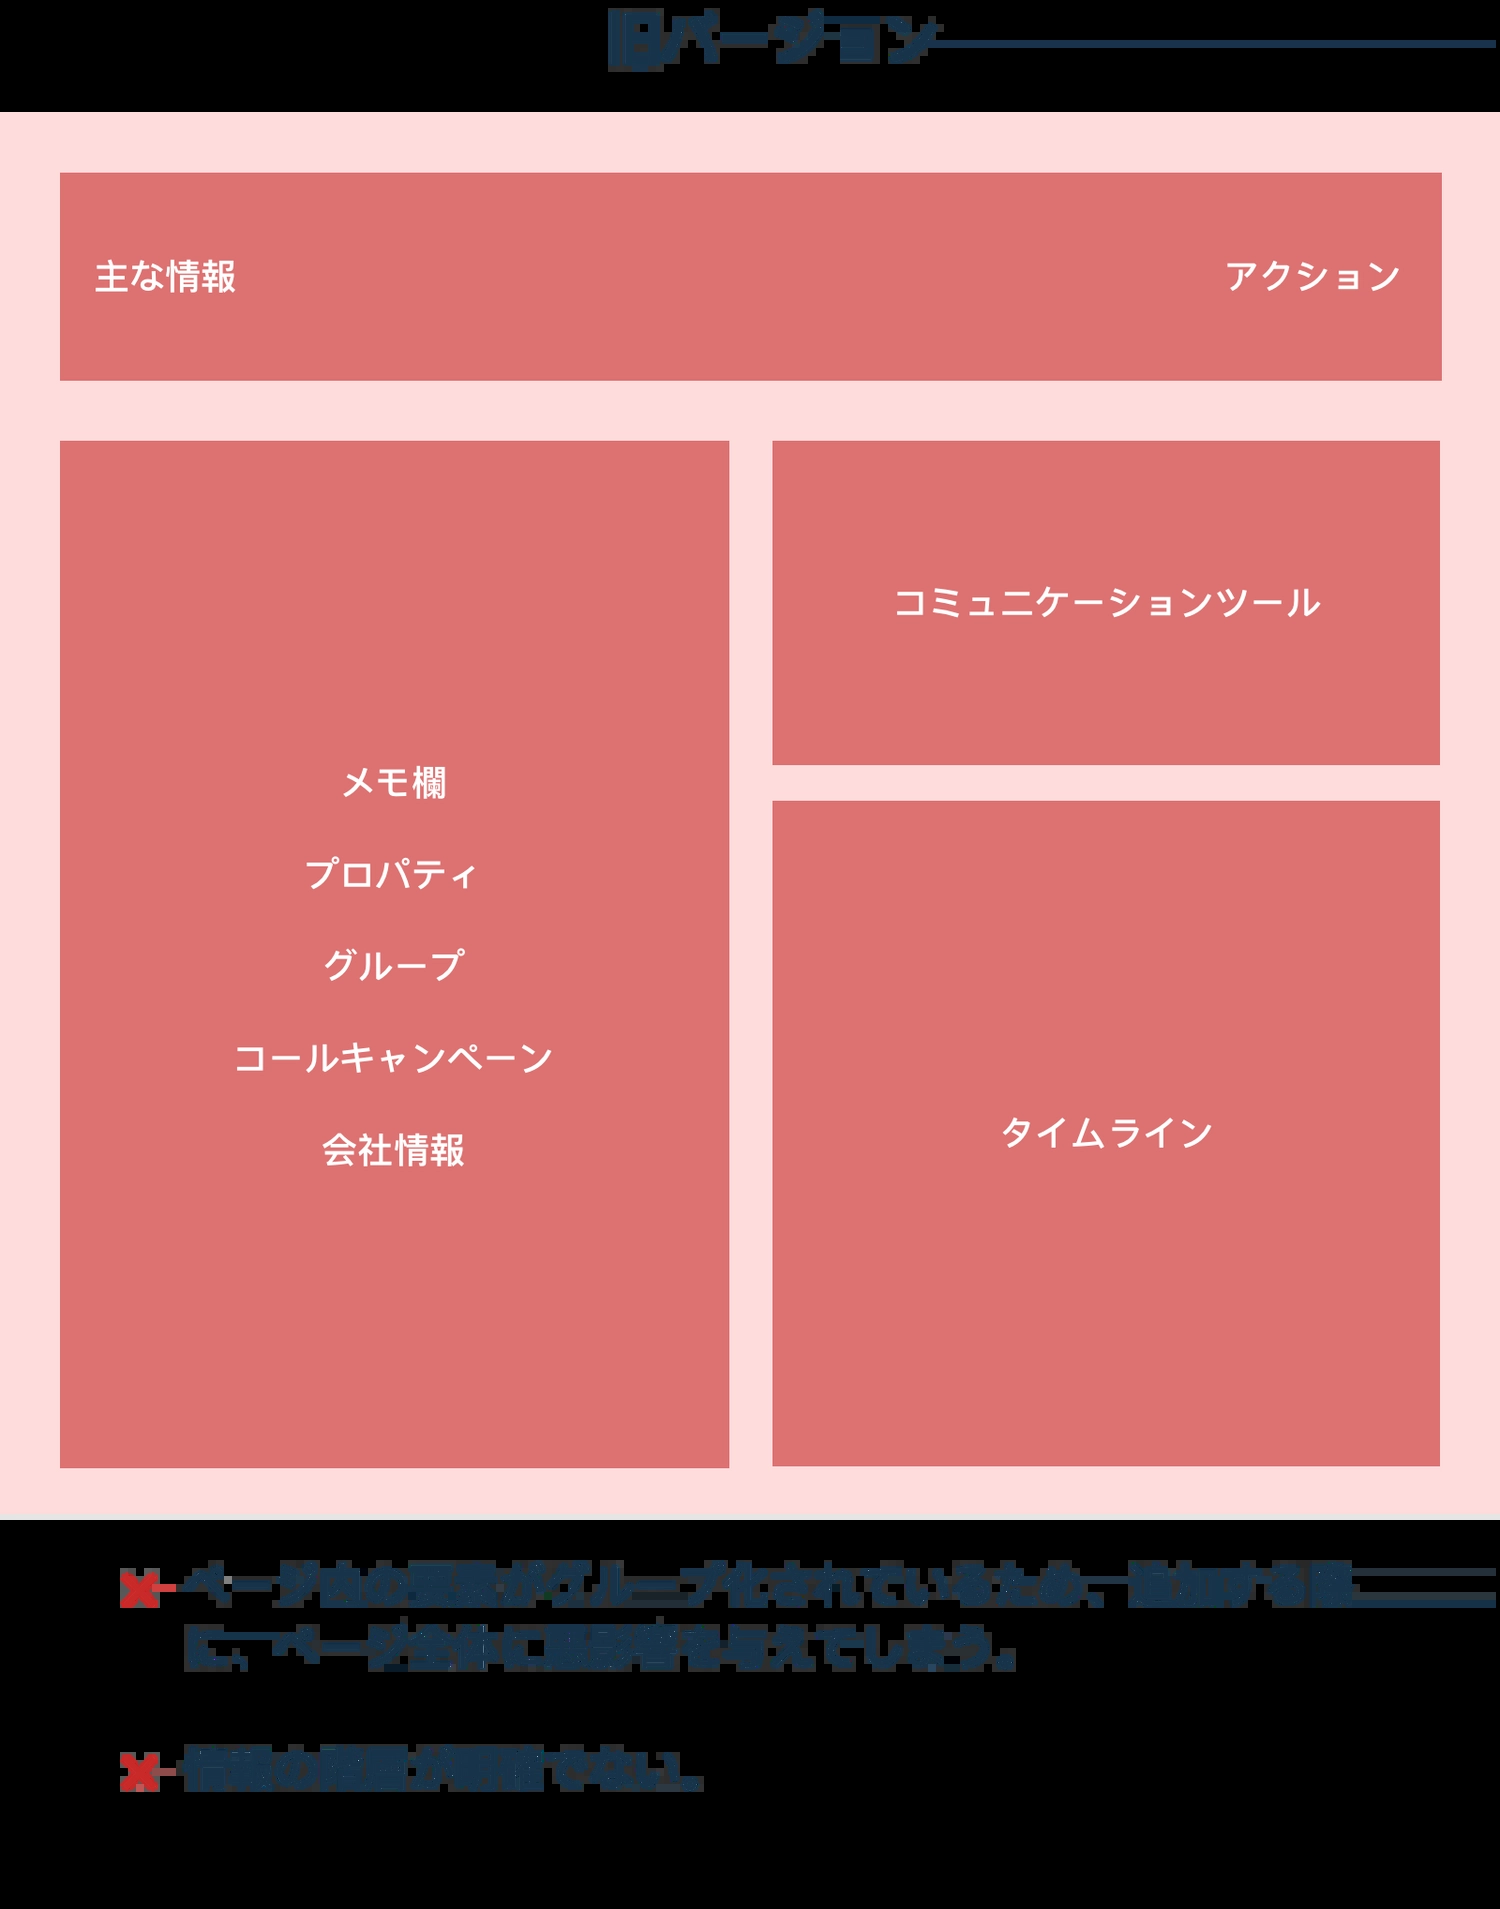 旧バージョン
主な情報
アクション
メモ欄
プロパティ
グループ
コールキャンペーン
会社情報
コミュニケーションツール
タイムライン
ページ内の要素がグループ化されているため、追加する際
に、ページ全体に悪影響を与えてしまう。
情報の階層が明確でない。